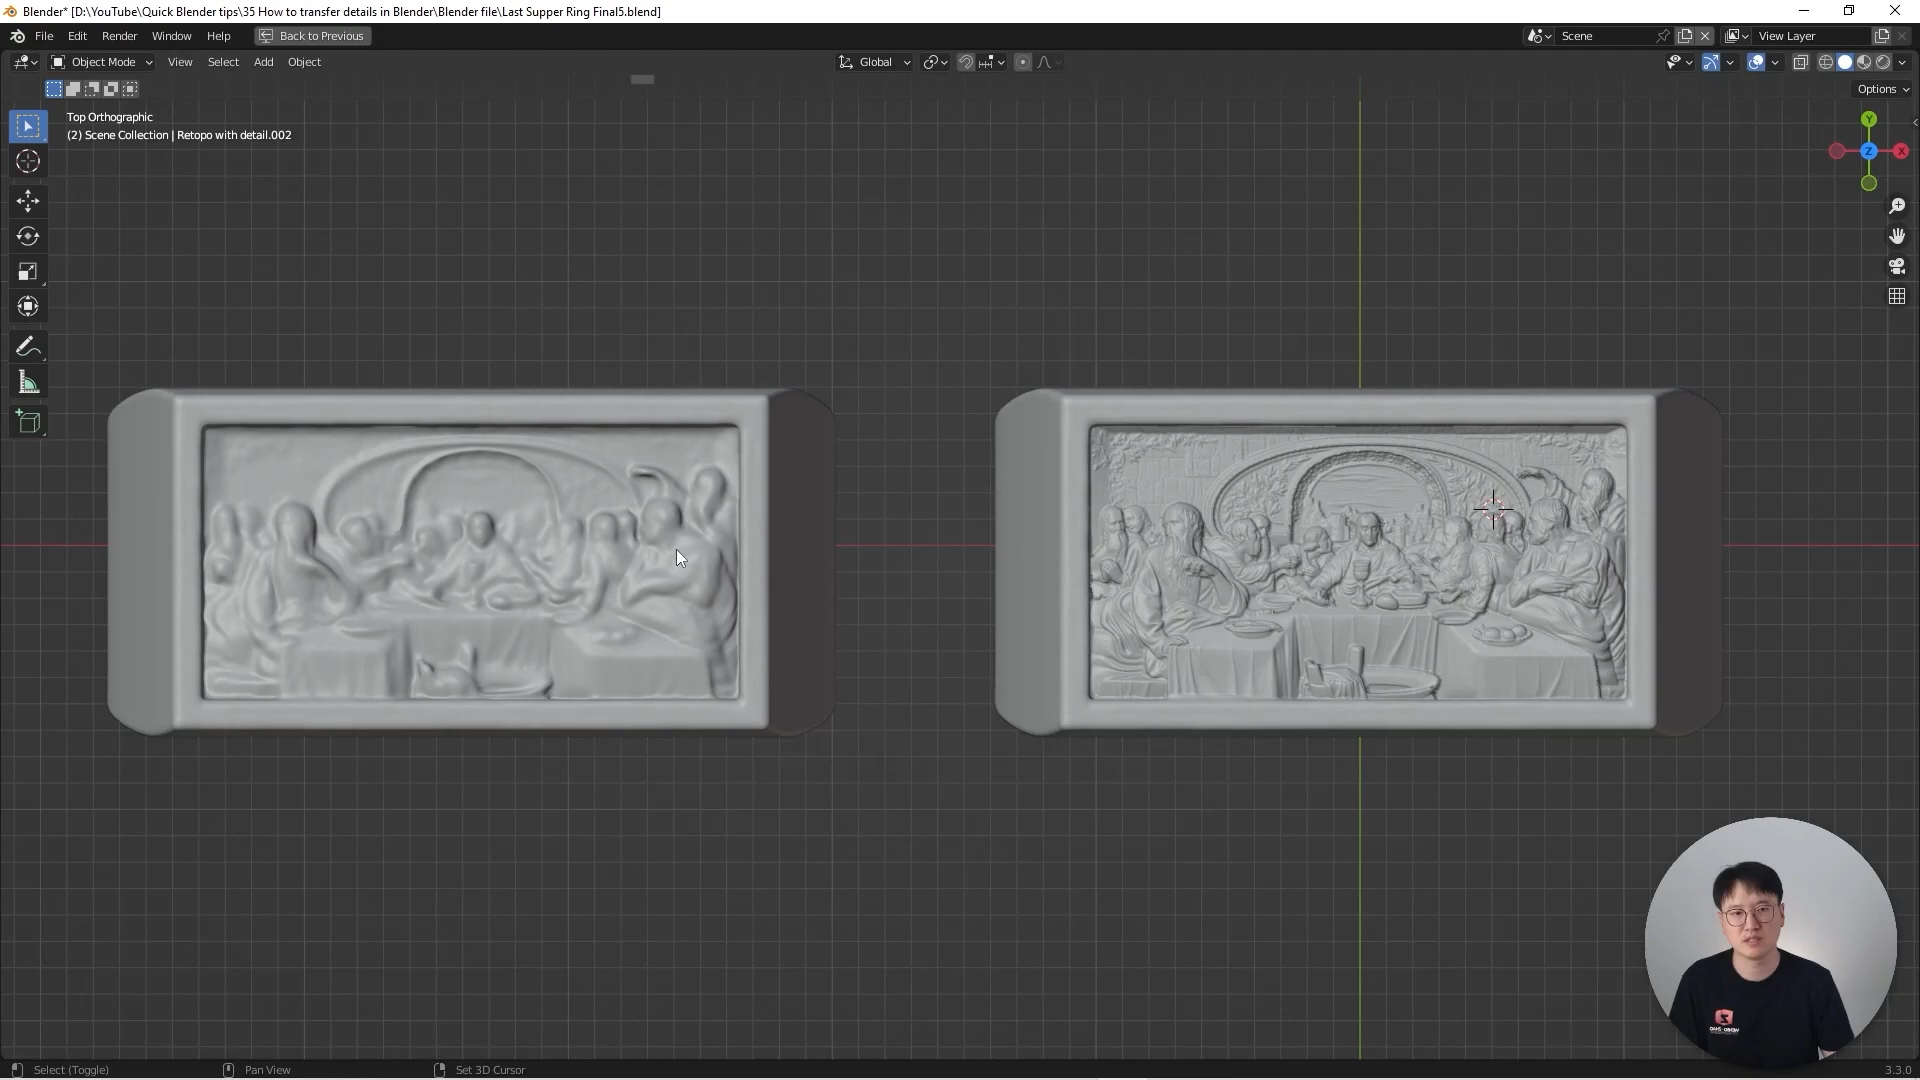 Blender* [D:\YouTube\Quick Blender tips\35 How to transfer details in Blender\Blender file\Last Supper Ring Final5.blend]
File Edit Render Window Help Back to Previous Scene View Layer
Object Mode View Select Add Object Global
Options
Top Orthographic
(2) Scene Collection | Retopo with detail.002
Y
Z X
Select (Toggle) Pan View Set 3D Cursor 3.3.0